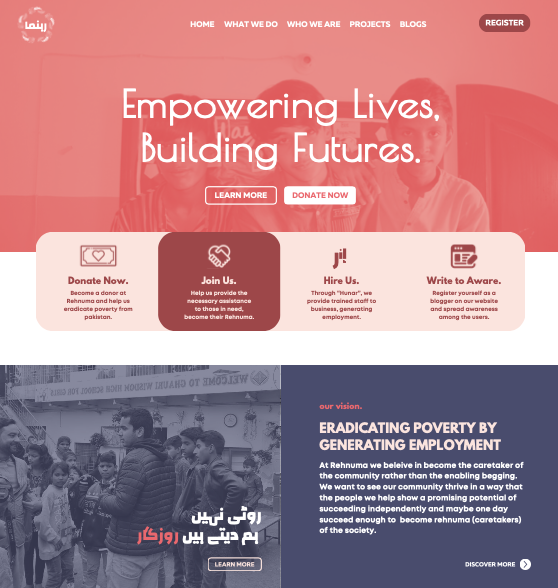 رہنما
HOME WHAT WE DO WHO WE ARE PROJECTS BLOGS
REGISTER
Empowering Lives,
Building Futures.
LEARN MORE DONATE NOW
Donate Now.
Become a donar at
Rehnuma and help us
eradicate poverty from
pakistan.
Join Us.
Help us provide the
necessary assistance
to those in need,
become their Rehnuma.
ہنر
Hire Us.
Through "Hunar", we
provide trained staff to
business, generating
employment.
Write to Aware.
Register yourself as a
blogger on our website
and spread awareness
among the users.
WELCOME TO CHAUHI WISDOM HIGH SCHOOL FOR GIRLS
روٹی نہیں
ہم دیتے ہیں روزگار
LEARN MORE
our vision.
ERADICATING POVERTY BY
GENERATING EMPLOYMENT
At Rehnuma we beleive in become the caretaker of
the community rather than the enabling begging.
We want to see our community thrive in a way that
the people we help show a promising potential of
succeeding independently and maybe one day
succeed enough to become rehnuma (caretakers)
of the society.
DISCOVER MORE